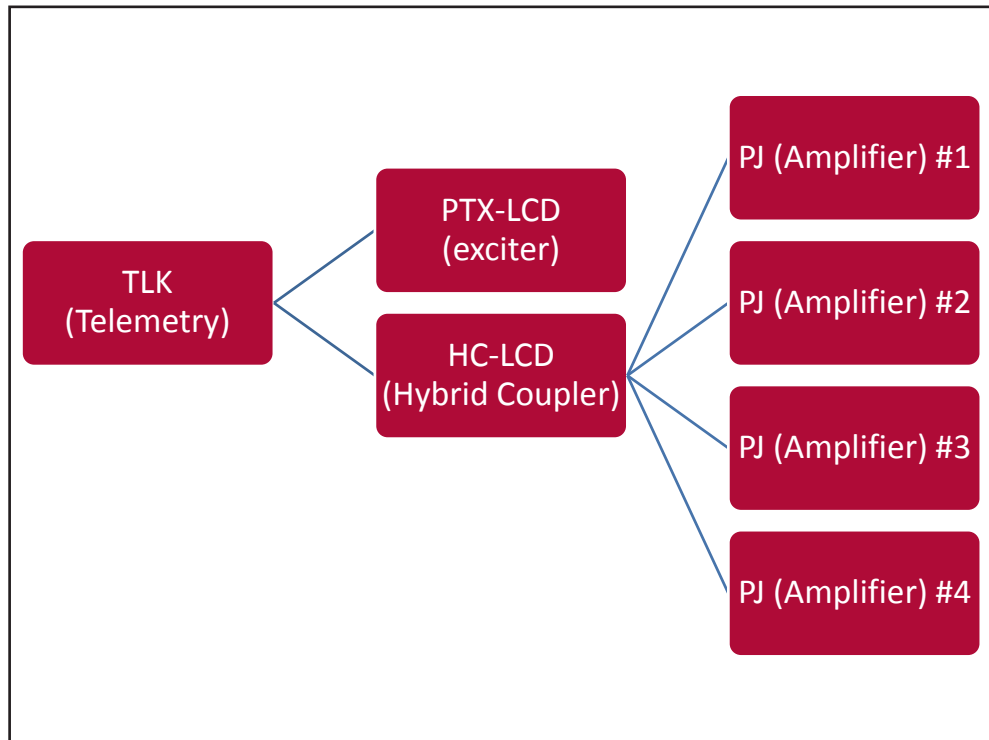 TLK
(Telemetry)
PTX-LCD
(exciter)
HC-LCD
(Hybrid Coupler)
PJ (Amplifier) #1
PJ (Amplifier) #2
PJ (Amplifier) #3
PJ (Amplifier) #4